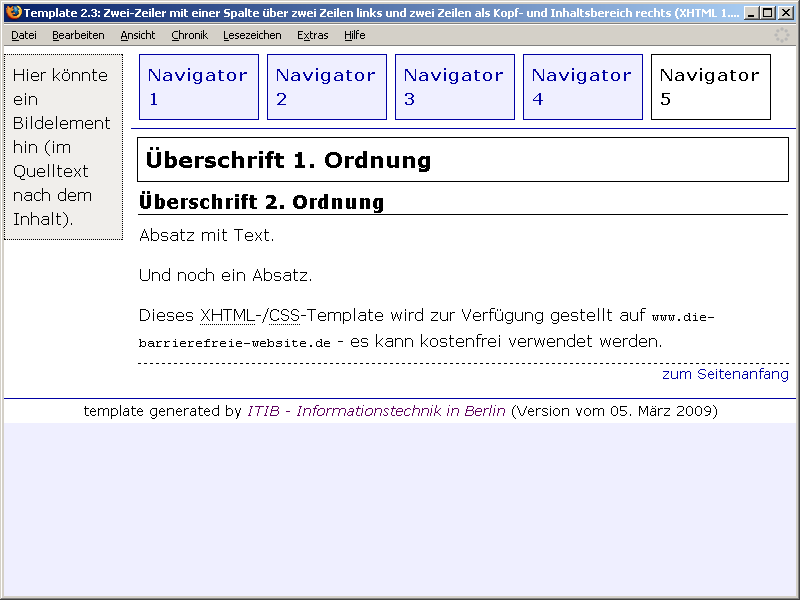 Template 2.3: Zwei-Zeiler mit einer Spalte über zwei Zeilen links und zwei Zeilen als Kopf- und Inhaltsbereich rechts (XHTML 1....
Datei Bearbeiten Ansicht Chronik Lesezeichen Extras Hilfe
Hier könnte
ein
Bildelement
hin (im
Quelltext
nach dem
Inhalt).
Navigator
1
Navigator
2
Navigator
3
Navigator
4
Navigator
5
Überschrift 1. Ordnung
Überschrift 2. Ordnung
Absatz mit Text.
Und noch ein Absatz.
Dieses XHTML-/CSS-Template wird zur Verfügung gestellt auf www.die-
barrierefreie-website.de - es kann kostenfrei verwendet werden.
zum Seitenanfang
template generated by ITIB - Informationstechnik in Berlin (Version vom 05. März 2009)